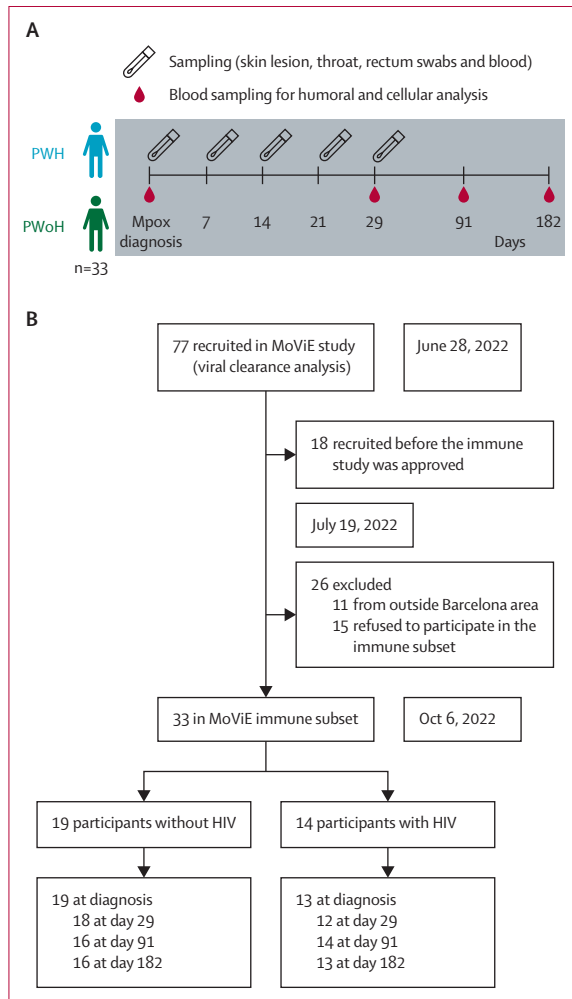 A
Sampling (skin lesion, throat, rectum swabs and blood)
Blood sampling for humoral and cellular analysis
PWH
PWoH
n=33
Mpox
diagnosis
7
14
21
29
91
182
Days
B
77 recruited in MoViE study
(viral clearance analysis)
June 28, 2022
18 recruited before the immune
study was approved
July 19, 2022
26 excluded
11 from outside Barcelona area
15 refused to participate in the
immune subset
33 in MoViE immune subset
Oct 6, 2022
19 participants without HIV
14 participants with HIV
19 at diagnosis
18 at day 29
16 at day 91
16 at day 182
13 at diagnosis
12 at day 29
14 at day 91
13 at day 182